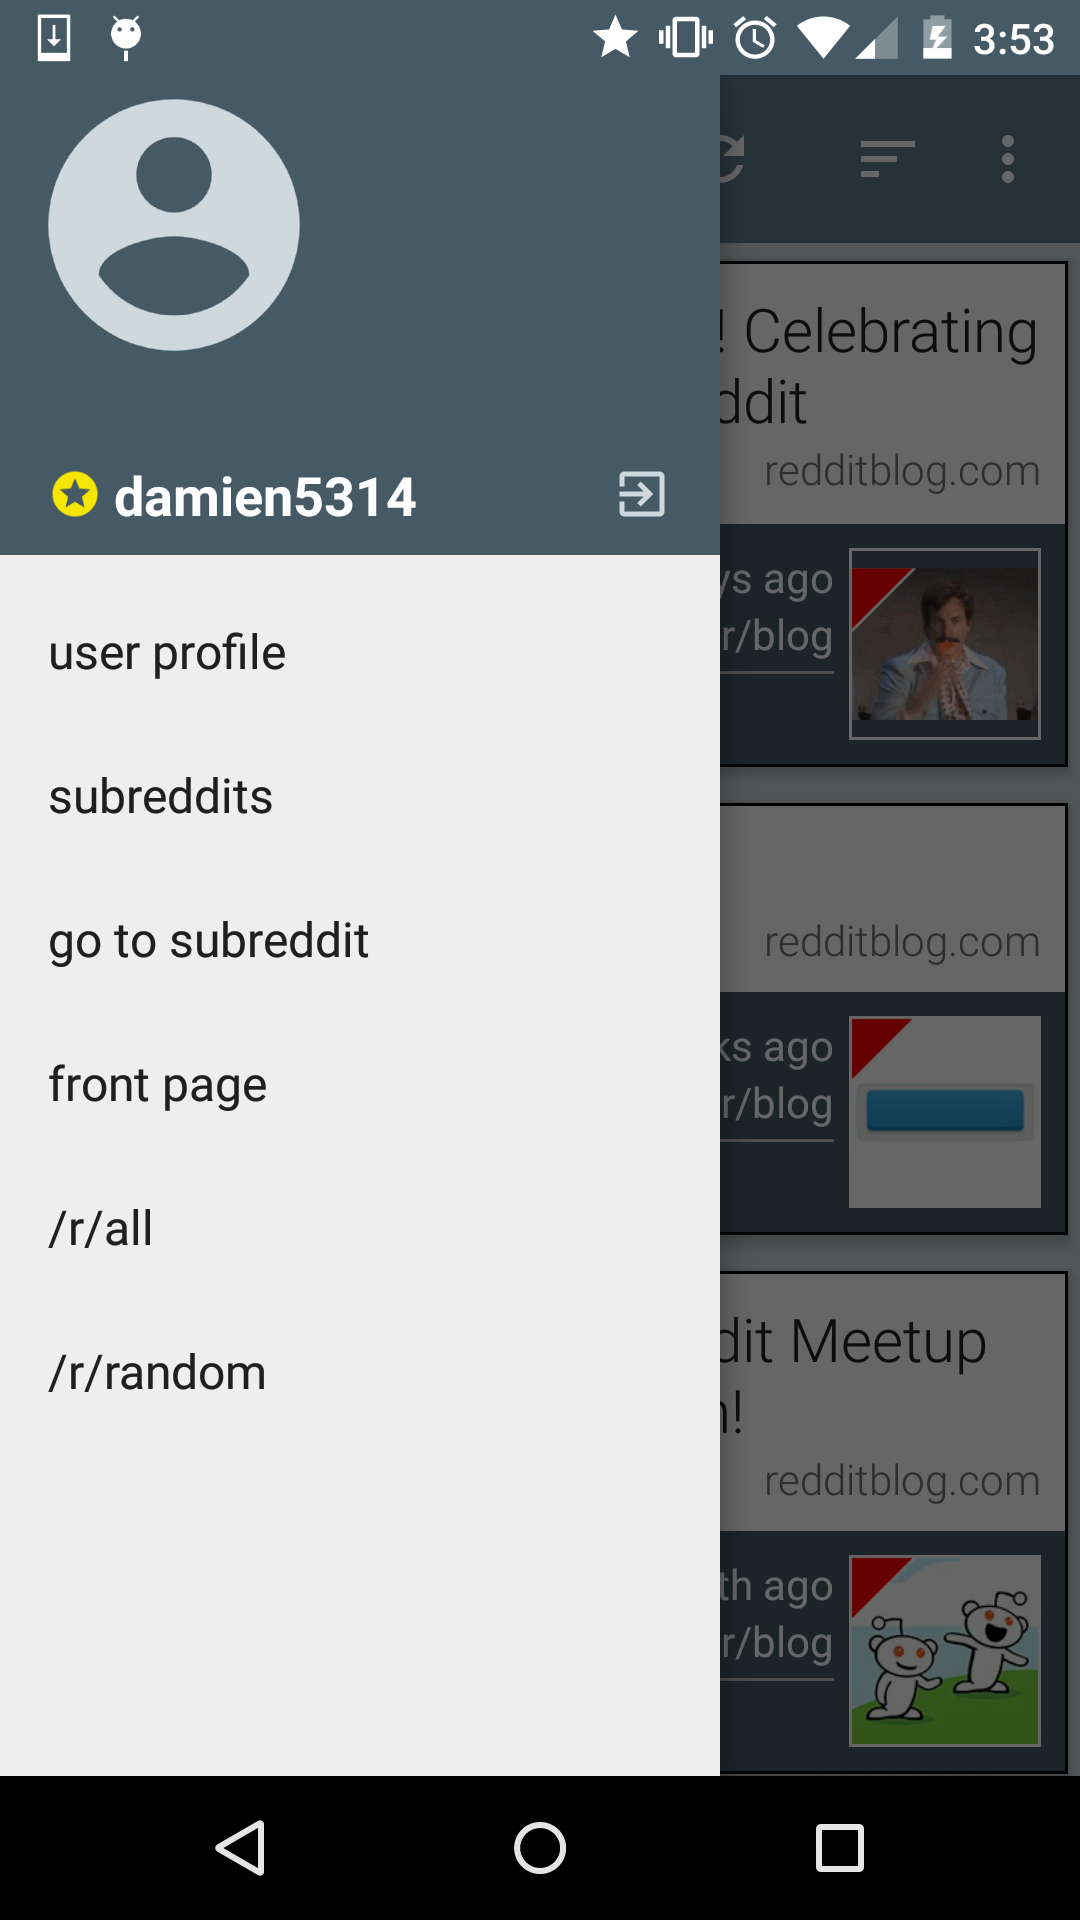 3:53
damien5314
user profile
subreddits
go to subreddit
front page
/r/all
/r/random
! Celebrating
ddit
redditblog.com
ys ago
r/blog
redditblog.com
ks ago
r/blog
dit Meetup
n!
redditblog.com
th ago
r/blog